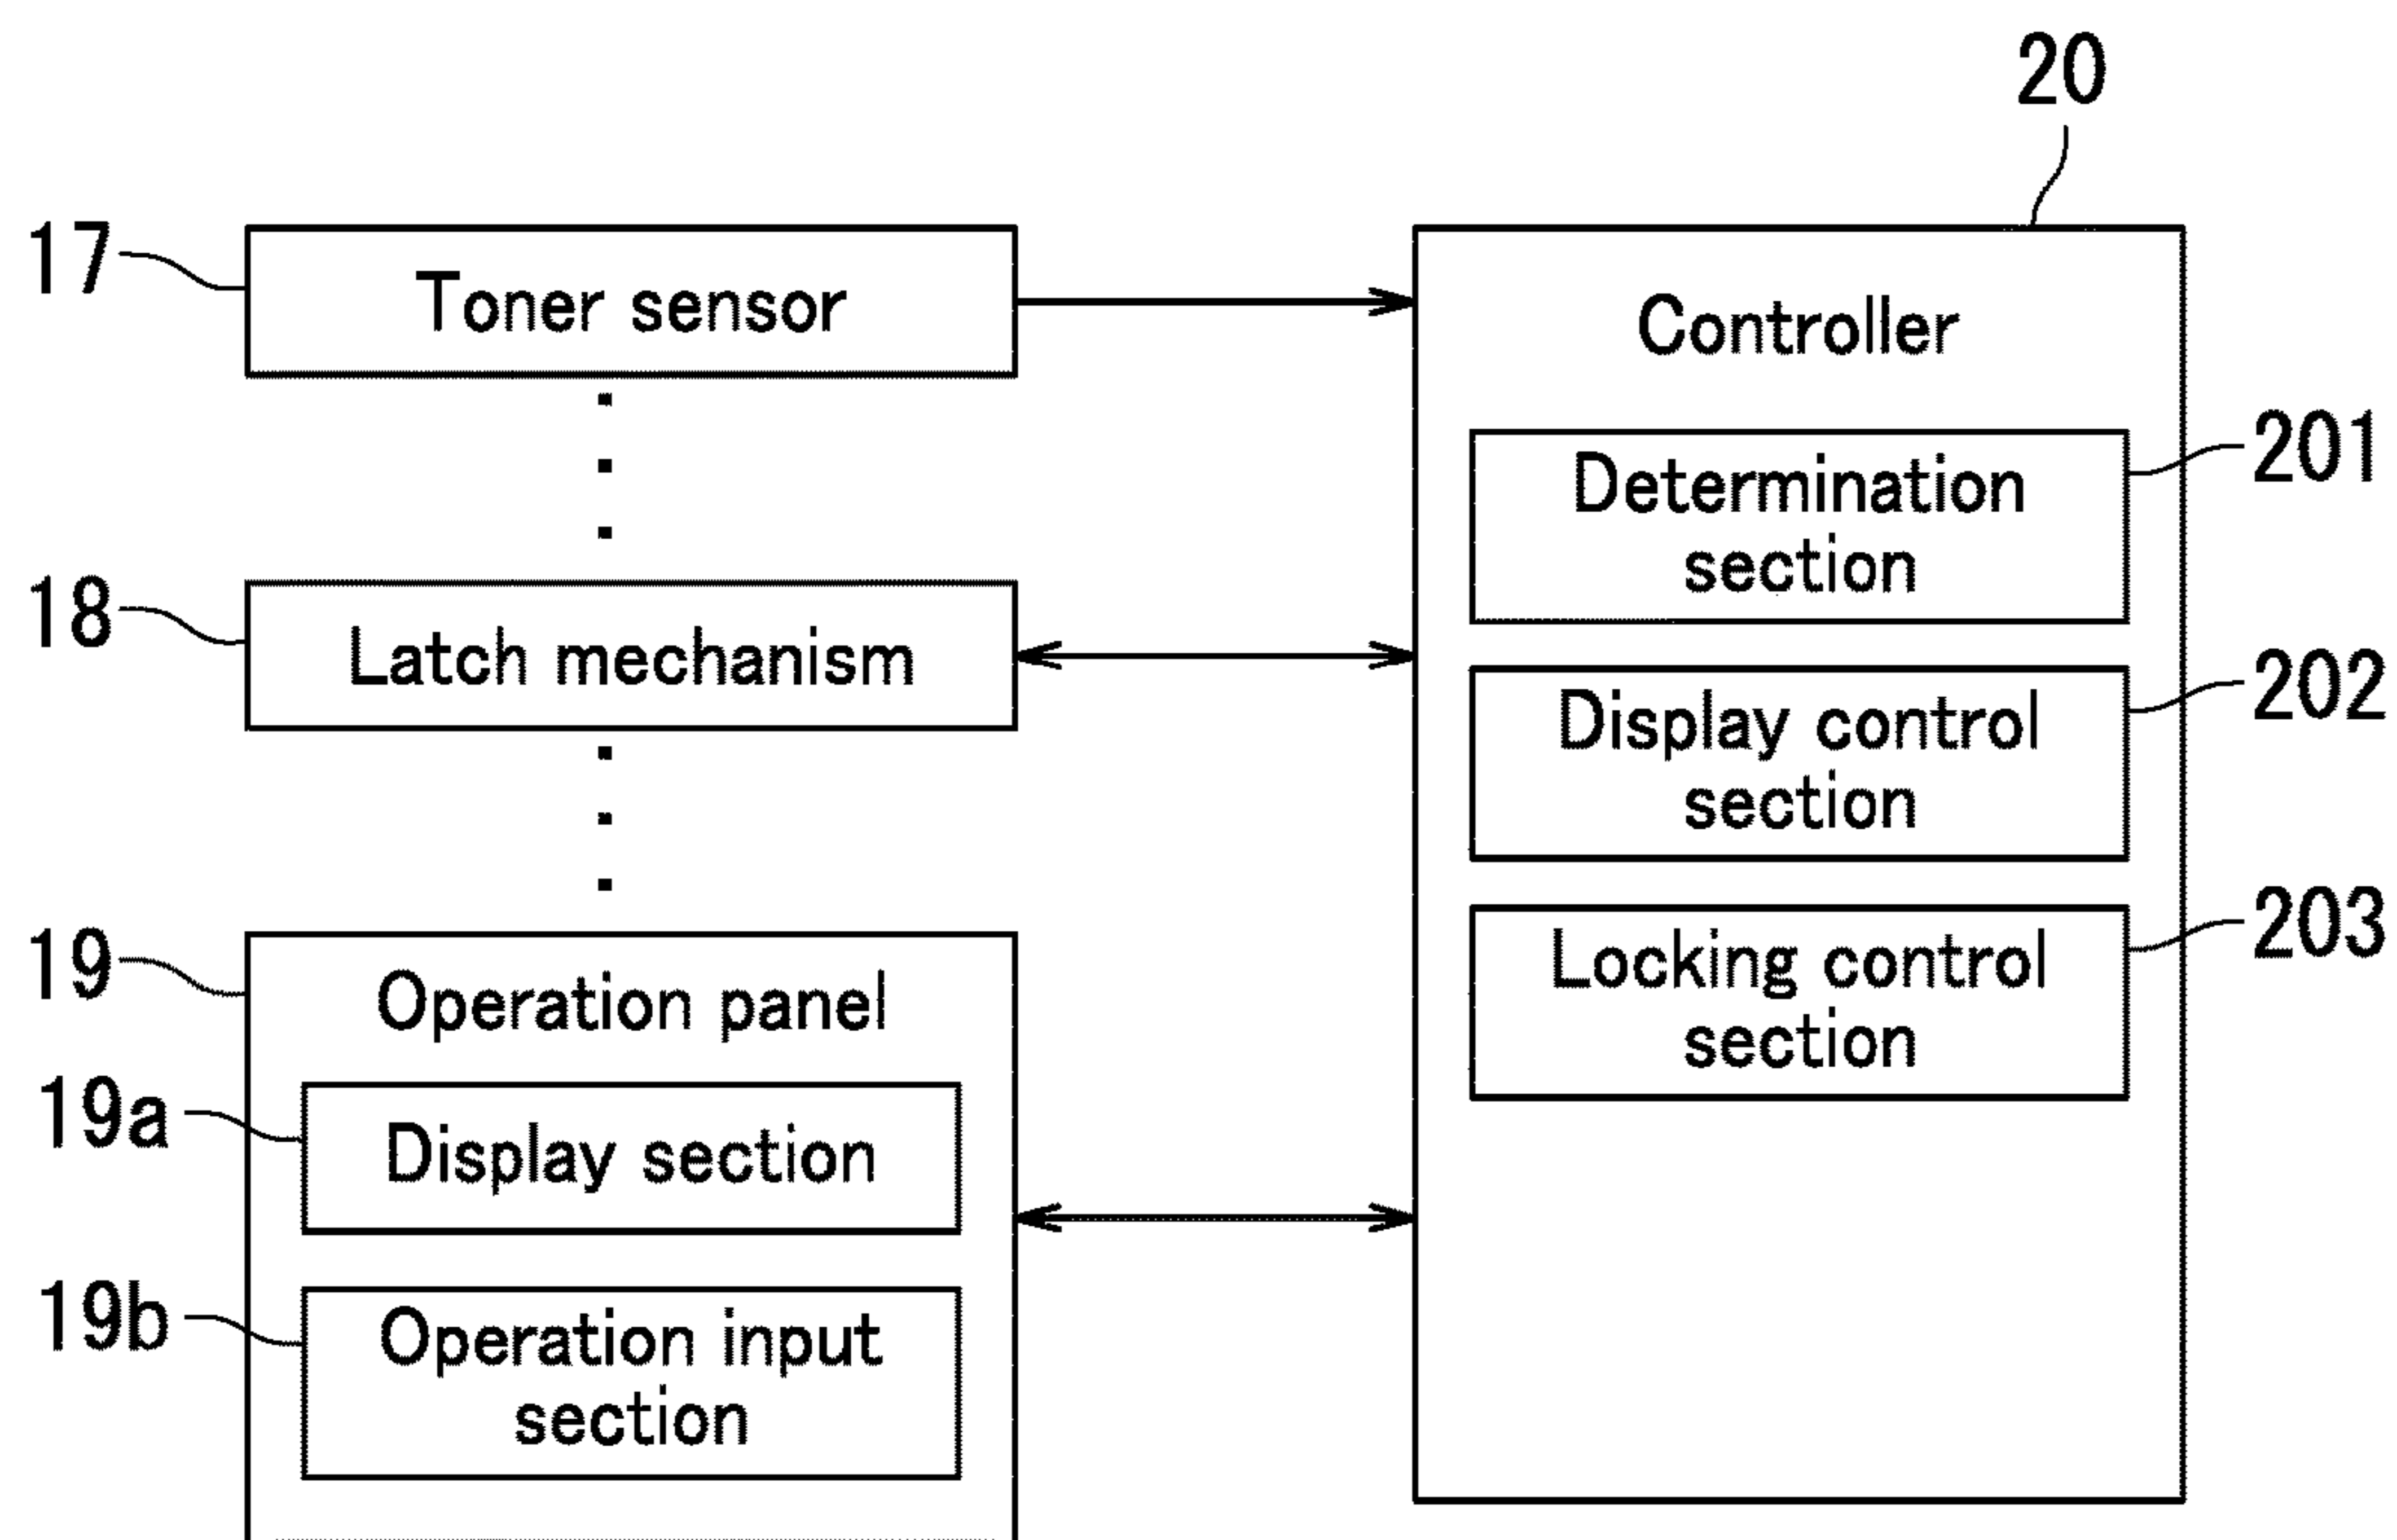 20
17
Toner sensor
Controller
201
Determination
section
18
Latch mechanism
202
Display control
section
203
Locking control
section
19
Operation panel
19a
Display section
19b
Operation input
section